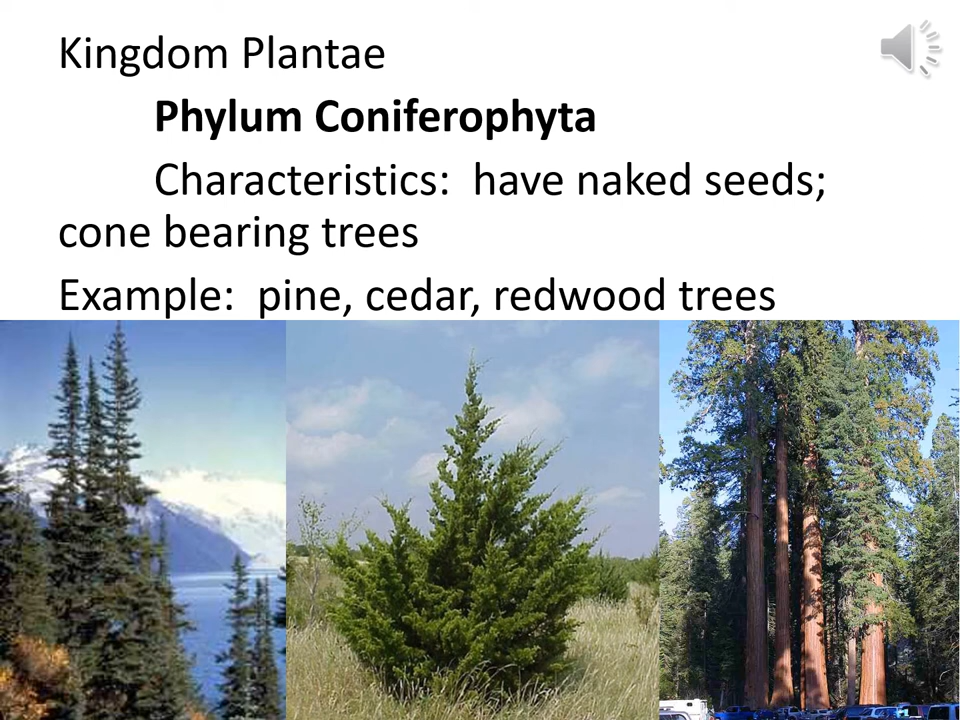 Kingdom Plantae
Phylum Coniferophyta
Characteristics: have naked seeds;
cone bearing trees
Example: pine, cedar, redwood trees